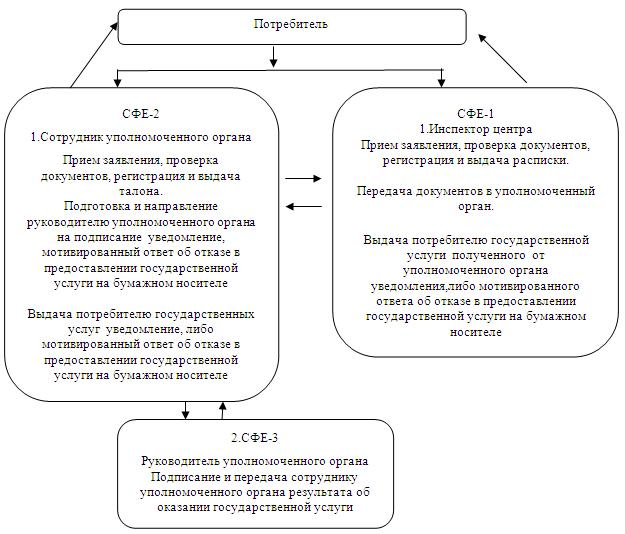 Потребитель
СФЕ-2
1.Сотрудник уполномоченного органа
Прием заявления, проверка
документов, регистрация и выдача
талона.
Подготовка и направление
руководителю уполномоченного органа
на подписание уведомление,
мотивированный ответ об отказе в
предоставлении государственной
услуги на бумажном носителе
Выдача потребителю государственных
услуг уведомление, либо
мотивированный ответ об отказе в
предоставлении государственной
услуги на бумажном носителе
СФЕ-1
1.Инспектор центра
Прием заявления, проверка документов,
регистрация и выдача расписки.
Передача документов в уполномоченный
орган.
Выдача потребителю государственной
услуги полученного от
уполномоченного органа
уведомления,либо мотивированного
ответа об отказе в предоставлении
государственной услуги на бумажном
носителе
2.СФЕ-3
Руководитель уполномоченного органа
Подписание и передача сотруднику
уполномоченного органа результата об
оказании государственной услуги